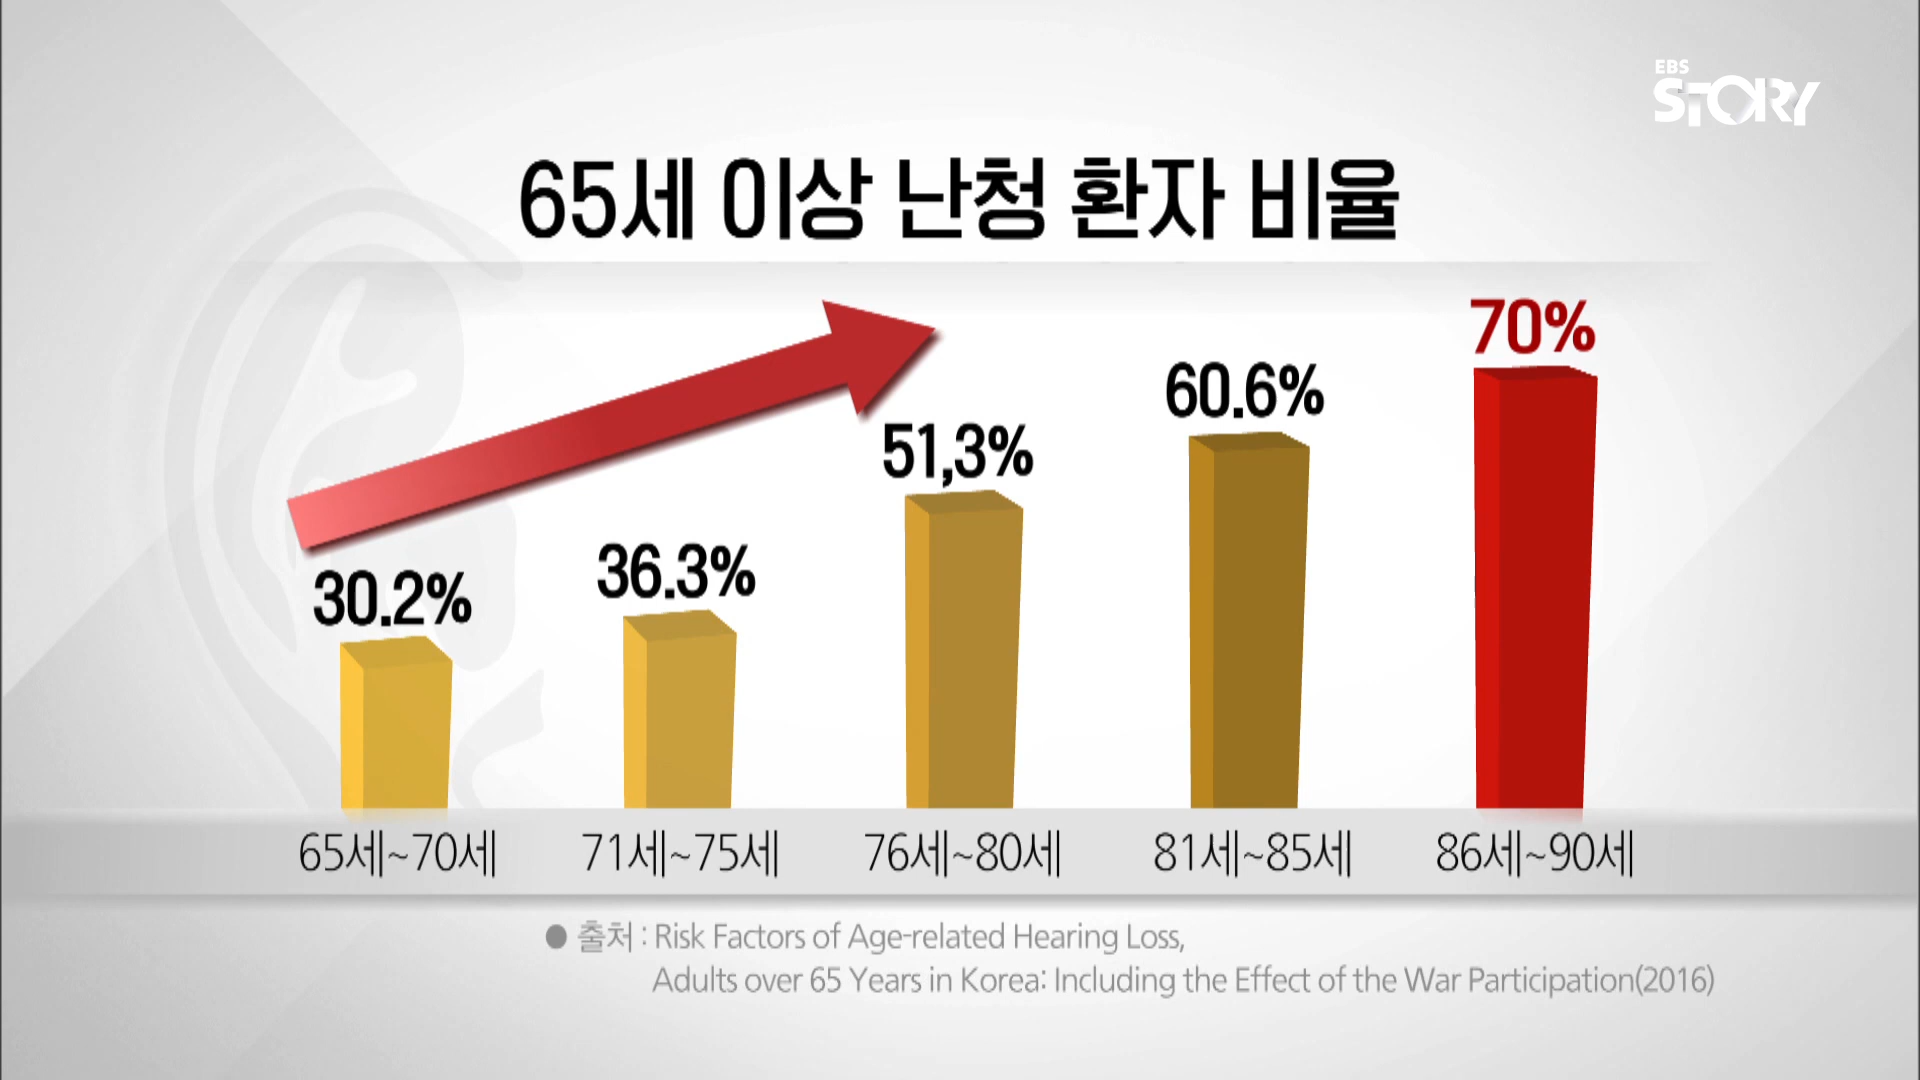 EBS
STORY
65세 이상 난청 환자 비율
30.2%
36.3%
51,3%
60.6%
70%
65세~70세
71세~75세
76세~80세
81세~85세
86세~90세
● 출처 : Risk Factors of Age-related Hearing Loss,
Adults over 65 Years in Korea: Including the Effect of the War Participation(2016)